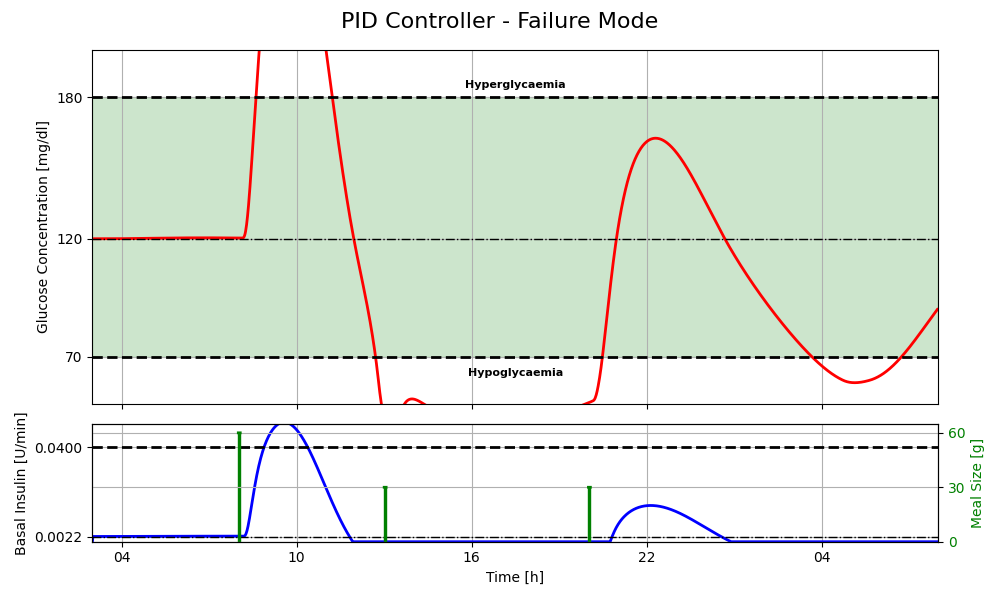 PID Controller - Failure Mode
Glucose Concentration [mg/dl]
180
120
70
Hyperglycaemia
Hypoglycaemia
Basal Insulin [U/min]
0.0400
0.0022
60
30
0
Meal Size [g]
04
10
16
22
04
Time [h]